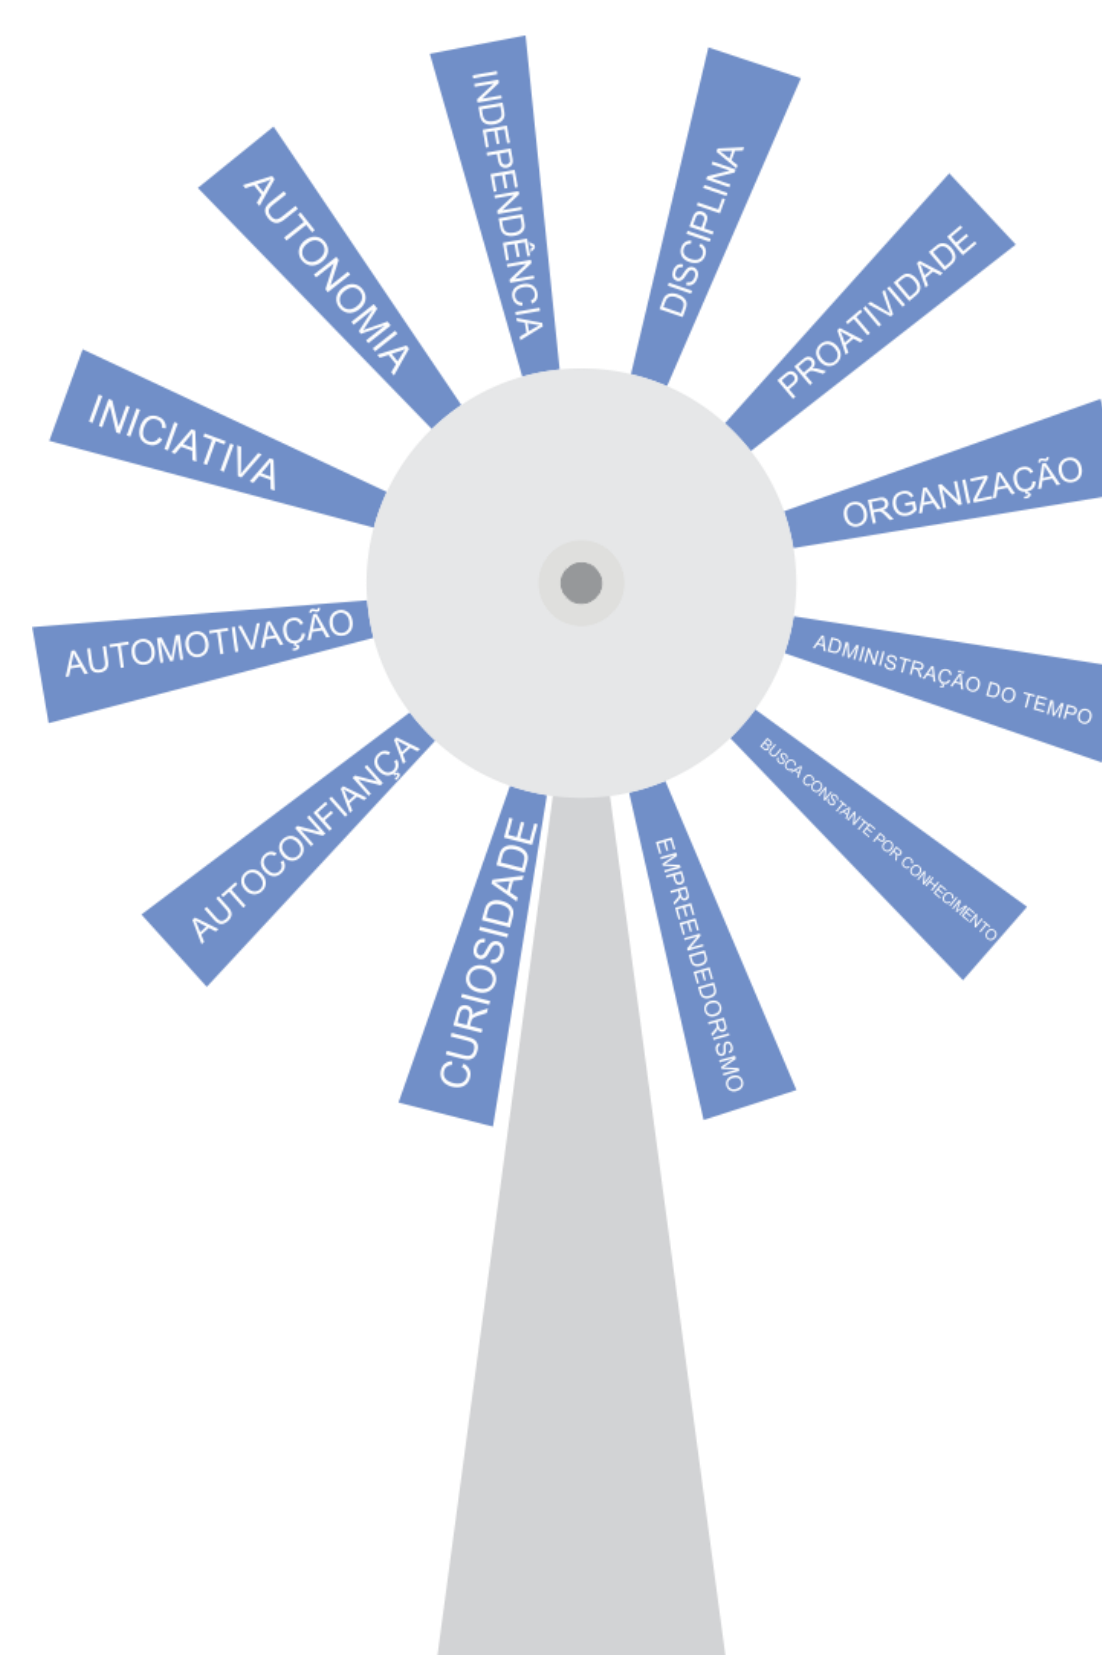 INDEPENDÊNCIA
DISCIPLINA
PROATIVIDADE
ORGANIZAÇÃO
ADMINISTRAÇÃO DO TEMPO
BUSCA CONSTANTE POR CONHECIMENTO
EMPREENDEDORISMO
CURIOSIDADE
AUTOCONFIANÇA
AUTOMOTIVAÇÃO
INICIATIVA
AUTONOMIA